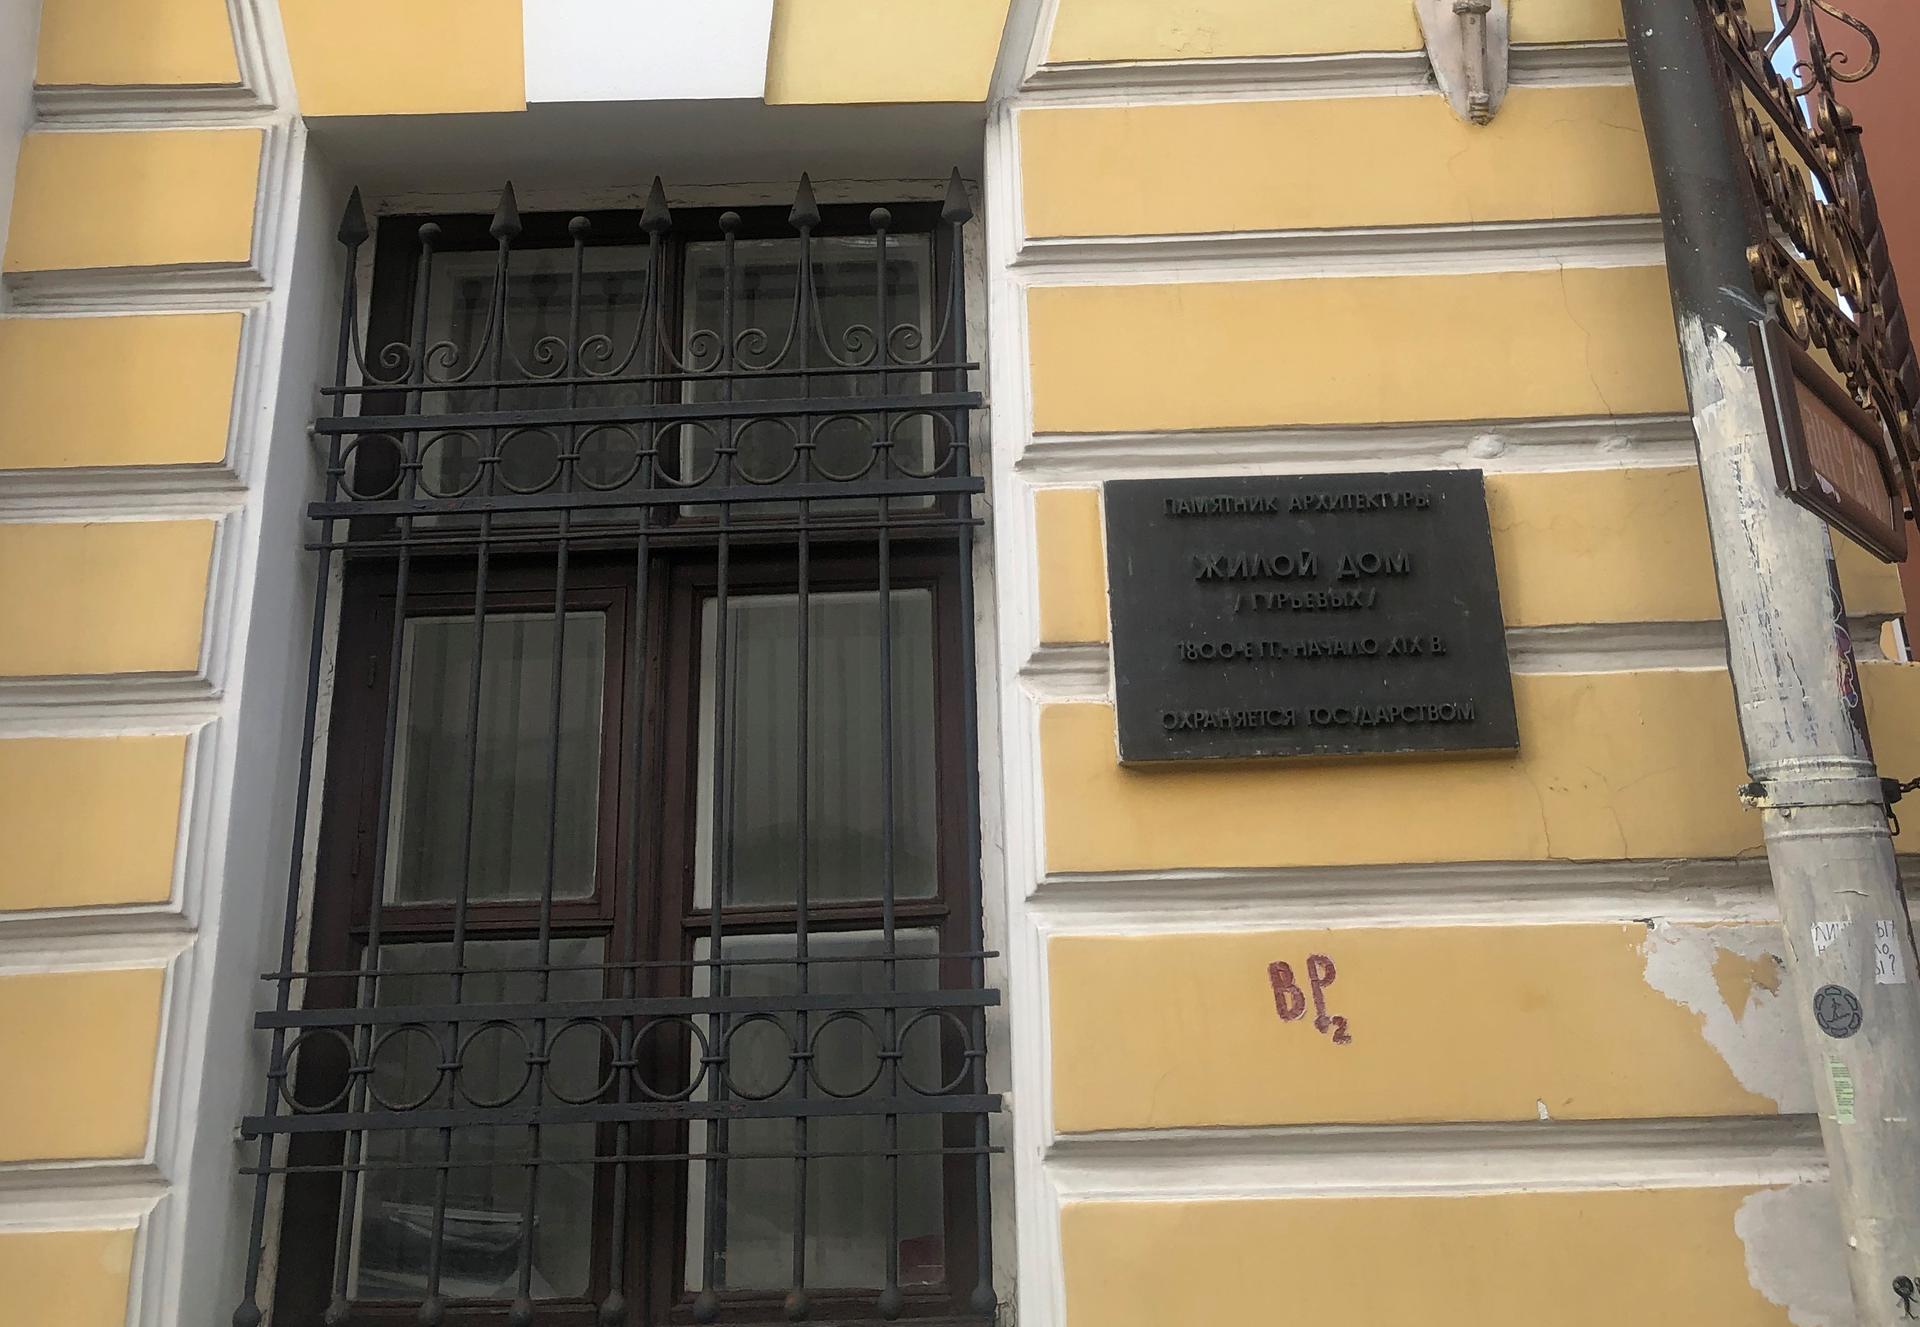 ПАМЯТНИК АРХИТЕКТУРЫ
ЖИЛОЙ ДОМ
/ГУРЬЕВЫХ/
1800-Е ГГ.-НАЧАЛО XIX В.
ОХРАНЯЕТСЯ ГОСУДАРСТВОМ
ВР2